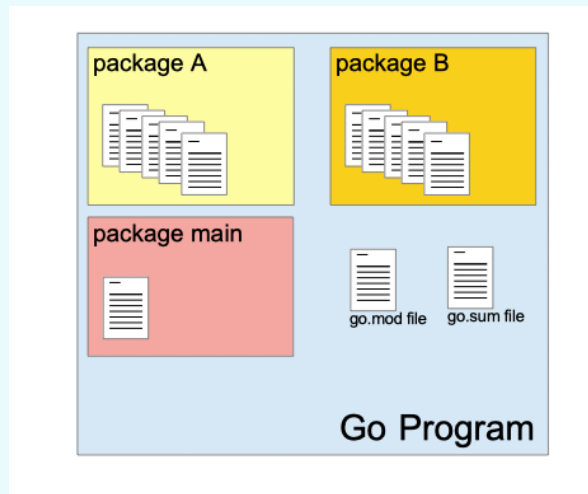 package A
package B
package main
go.mod file
go.sum file
Go Program